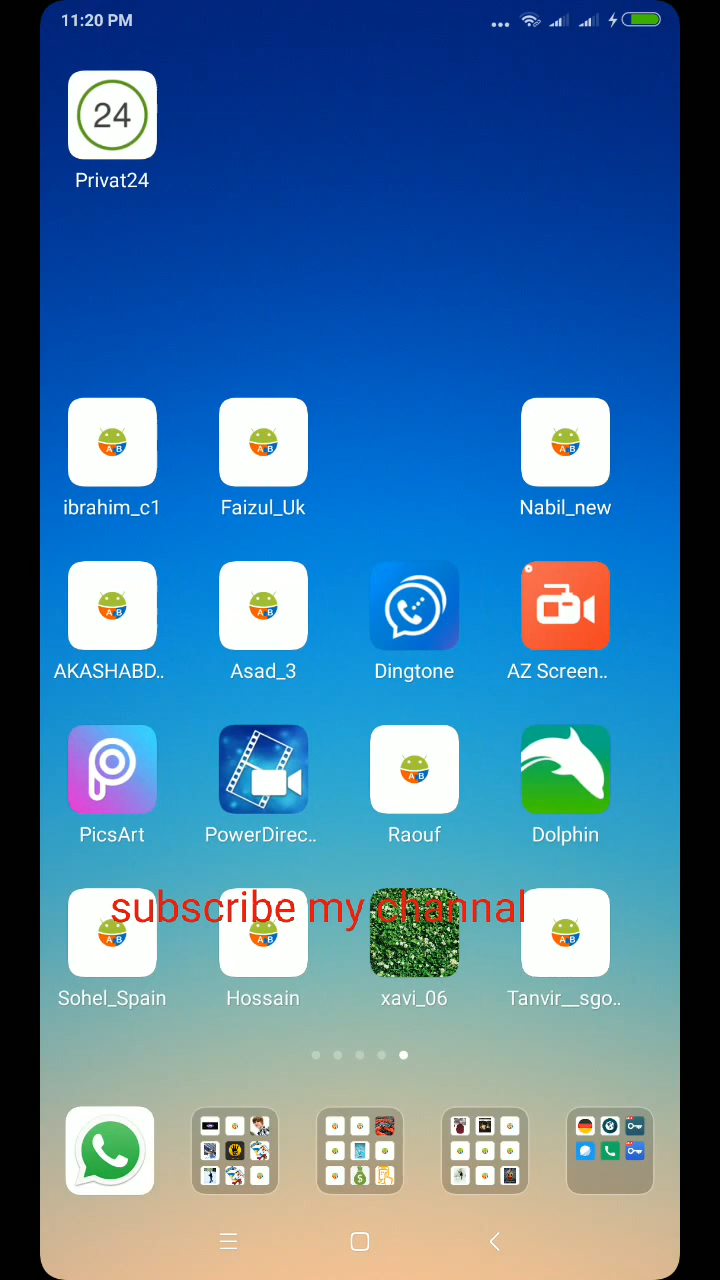 11:20 PM
24
Privat24
ibrahim_c1 Faizul_Uk Nabil_new
AKASHABD.. Asad_3 Dingtone AZ Screen..
PicsArt PowerDirec.. Raouf Dolphin
subscribe my channal
Sohel_Spain Hossain xavi_06 Tanvir__sgo..